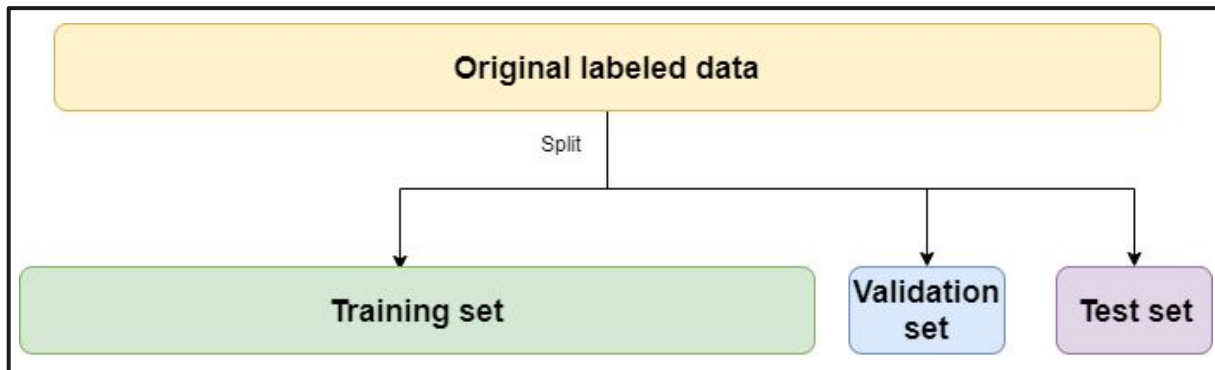 Original labeled data
Split
Training set
Validation
set
Test set